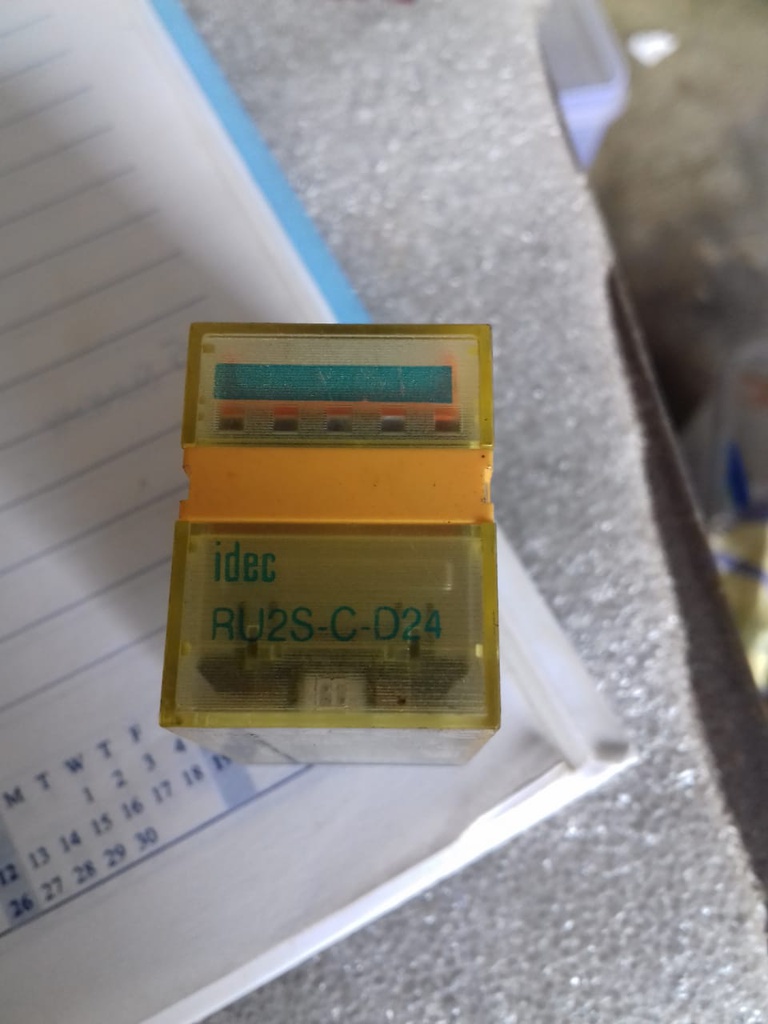 idec
RU2S-C-D24
M T W T F
1 2 3 4
12 13 14 15 16 17 18
26 27 28 29 30